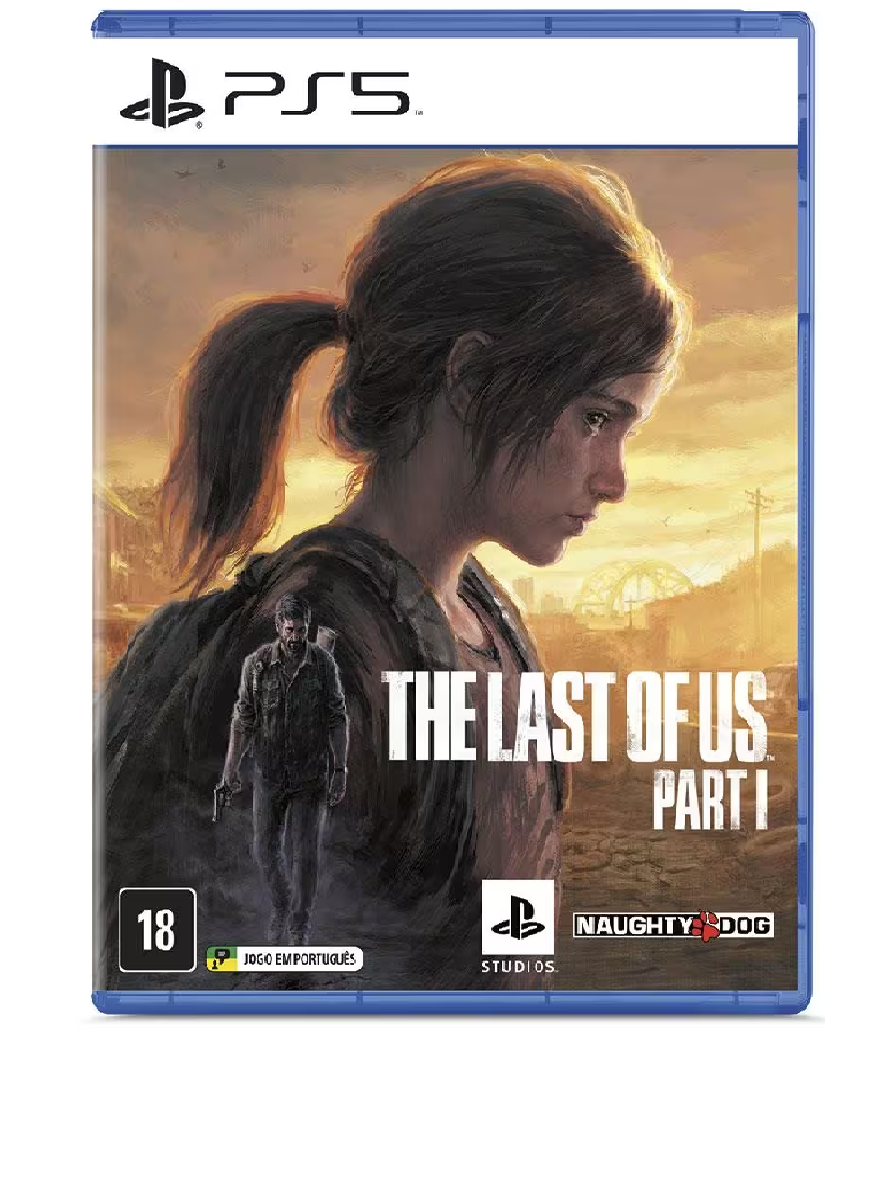 PS5
THE LAST OF US
PART I
18
JOGO EM PORTUGUÊS
STUDIOS
NAUGHTY DOG